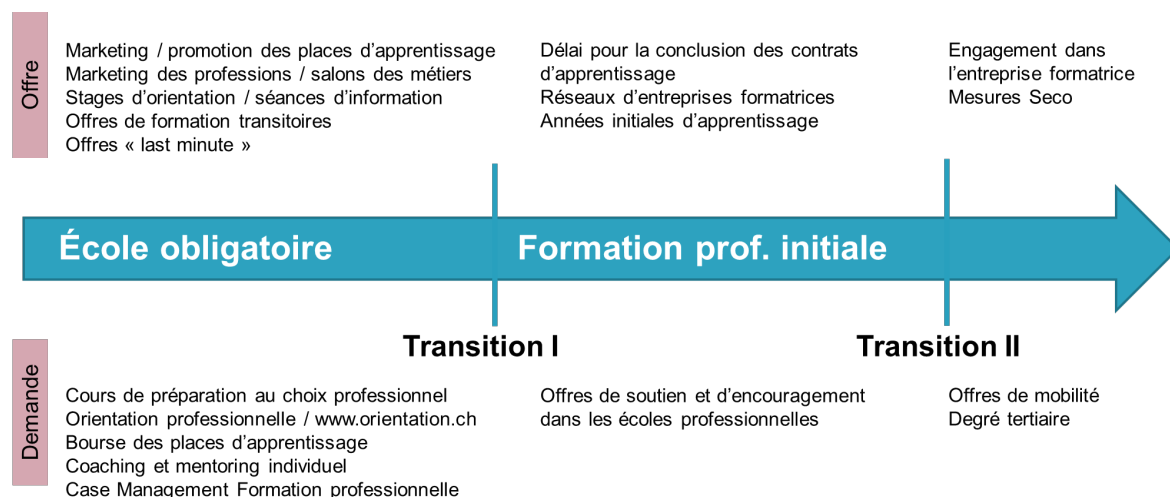 Offre
Marketing / promotion des places d’apprentissage
Marketing des professions / salons des métiers
Stages d’orientation / séances d’information
Offres de formation transitoires
Offres « last minute »
Délai pour la conclusion des contrats
d’apprentissage
Réseaux d’entreprises formatrices
Années initiales d’apprentissage
Engagement dans
l’entreprise formatrice
Mesures Seco
École obligatoire
Formation prof. initiale
Transition I
Transition II
Demande
Cours de préparation au choix professionnel
Orientation professionnelle / www.orientation.ch
Bourse des places d’apprentissage
Coaching et mentoring individuel
Case Management Formation professionnelle
Offres de soutien et d’encouragement
dans les écoles professionnelles
Offres de mobilité
Degré tertiaire